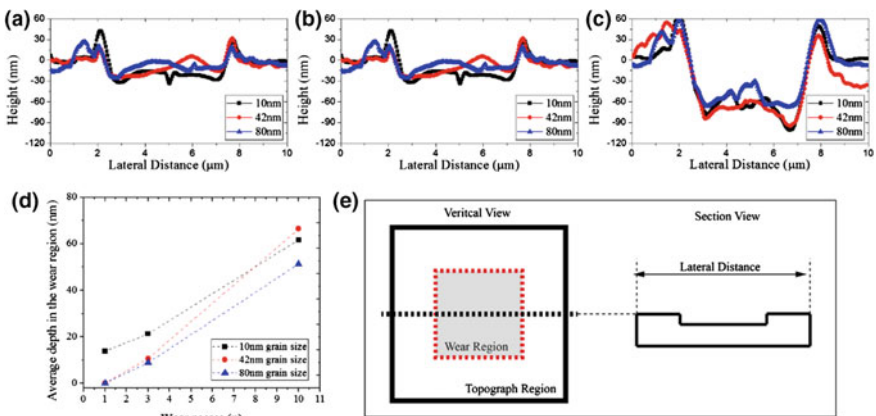 (a)
60
30
0
-30
-60
-90
-120
Height (nm)
10nm
42nm
80nm
0 2 4 6 8 10
Lateral Distance (μm)
(b)
60
30
0
-30
-60
-90
-120
Height (nm)
10nm
42nm
80nm
0 2 4 6 8 10
Lateral Distance (μm)
(c)
60
30
0
-30
-60
-90
-120
Height (nm)
10nm
42nm
80nm
0 2 4 6 8 10
Lateral Distance (μm)
(d)
80
60
40
20
0
Average depth in the wear region (nm)
10nm grain size
42nm grain size
80nm grain size
0 1 2 3 4 5 6 7 8 9 10 11
(e)
Veritcal View
Section View
Lateral Distance
Wear Region
Topograph Region